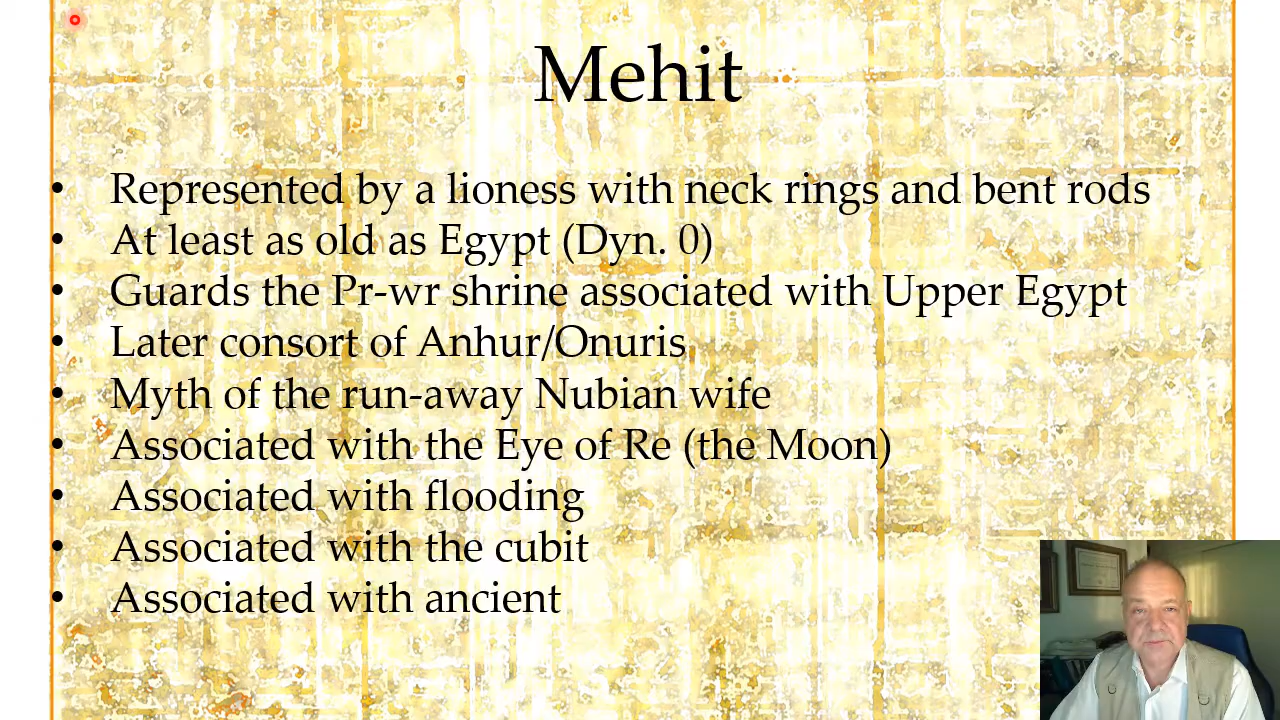 Mehit
• Represented by a lioness with neck rings and bent rods
• At least as old as Egypt (Dyn. 0)
• Guards the Pr-wr shrine associated with Upper Egypt
• Later consort of Anhur/Onuris
• Myth of the run-away Nubian wife
• Associated with the Eye of Re (the Moon)
• Associated with flooding
• Associated with the cubit
• Associated with ancient